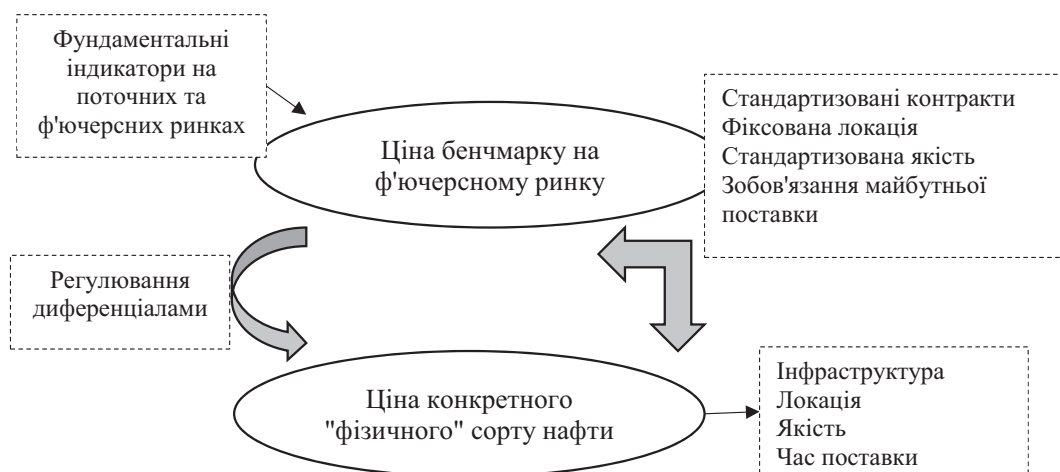 Фундаментальні
індикатори на
поточних та
ф'ючерсних ринках
Ціна бенчмарку на
ф'ючерсному ринку
Стандартизовані контракти
Фіксована локація
Стандартизована якість
Зобов'язання майбутньої
поставки
Регулювання
диференціалами
Ціна конкретного
"фізичного" сорту нафти
Інфраструктура
Локація
Якість
Час поставки